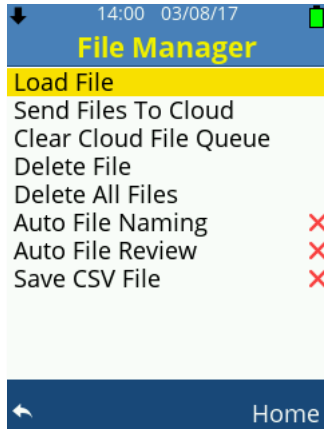 14:00 03/08/17
File Manager
Load File
Send Files To Cloud
Clear Cloud File Queue
Delete File
Delete All Files
Auto File Naming
Auto File Review
Save CSV File
Home